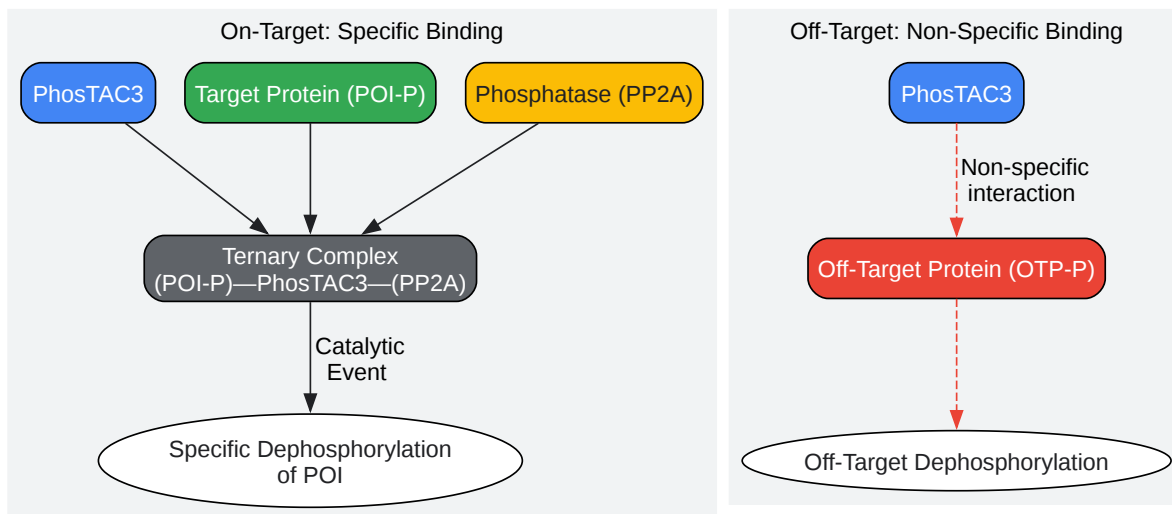 On-Target: Specific Binding
PhosTAC3
Target Protein (POI-P)
Phosphatase (PP2A)
Ternary Complex
(POI-P)—PhosTAC3—(PP2A)
Catalytic
Event
Specific Dephosphorylation
of POI
Off-Target: Non-Specific Binding
PhosTAC3
Non-specific
interaction
Off-Target Protein (OTP-P)
Off-Target Dephosphorylation